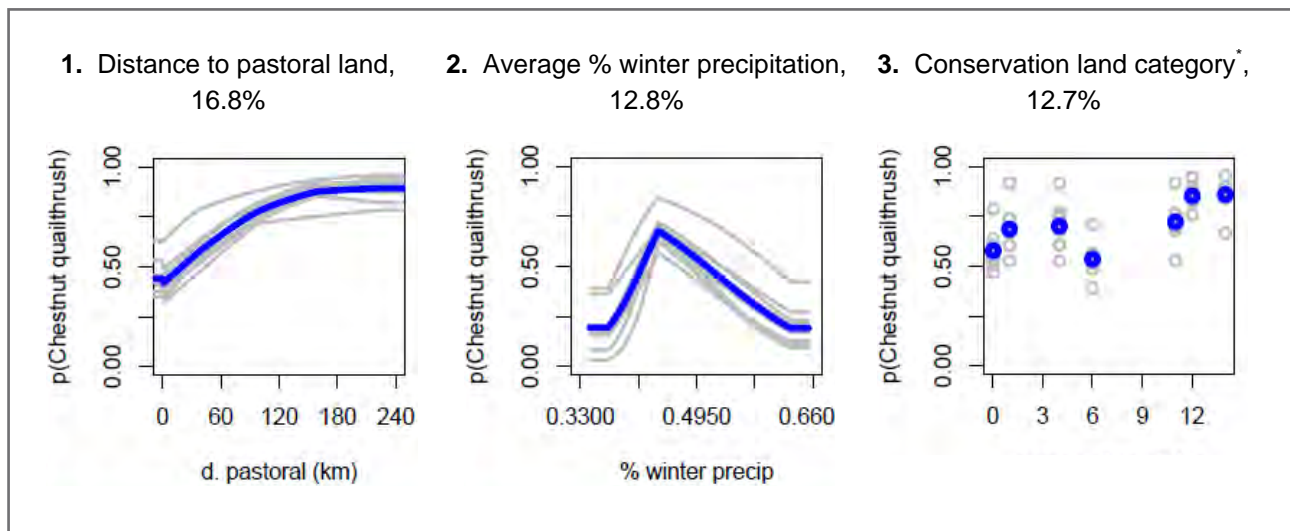 1. Distance to pastoral land,
16.8%
2. Average % winter precipitation,
12.8%
3. Conservation land category*,
12.7%
p(Chestnut quailthrush)
1.00
0.50
0.00
0 60 120 180 240
d. pastoral (km)
p(Chestnut quailthrush)
1.00
0.50
0.00
0.3300 0.4950 0.660
% winter precip
p(Chestnut quailthrush)
1.00
0.50
0.00
0 3 6 9 12